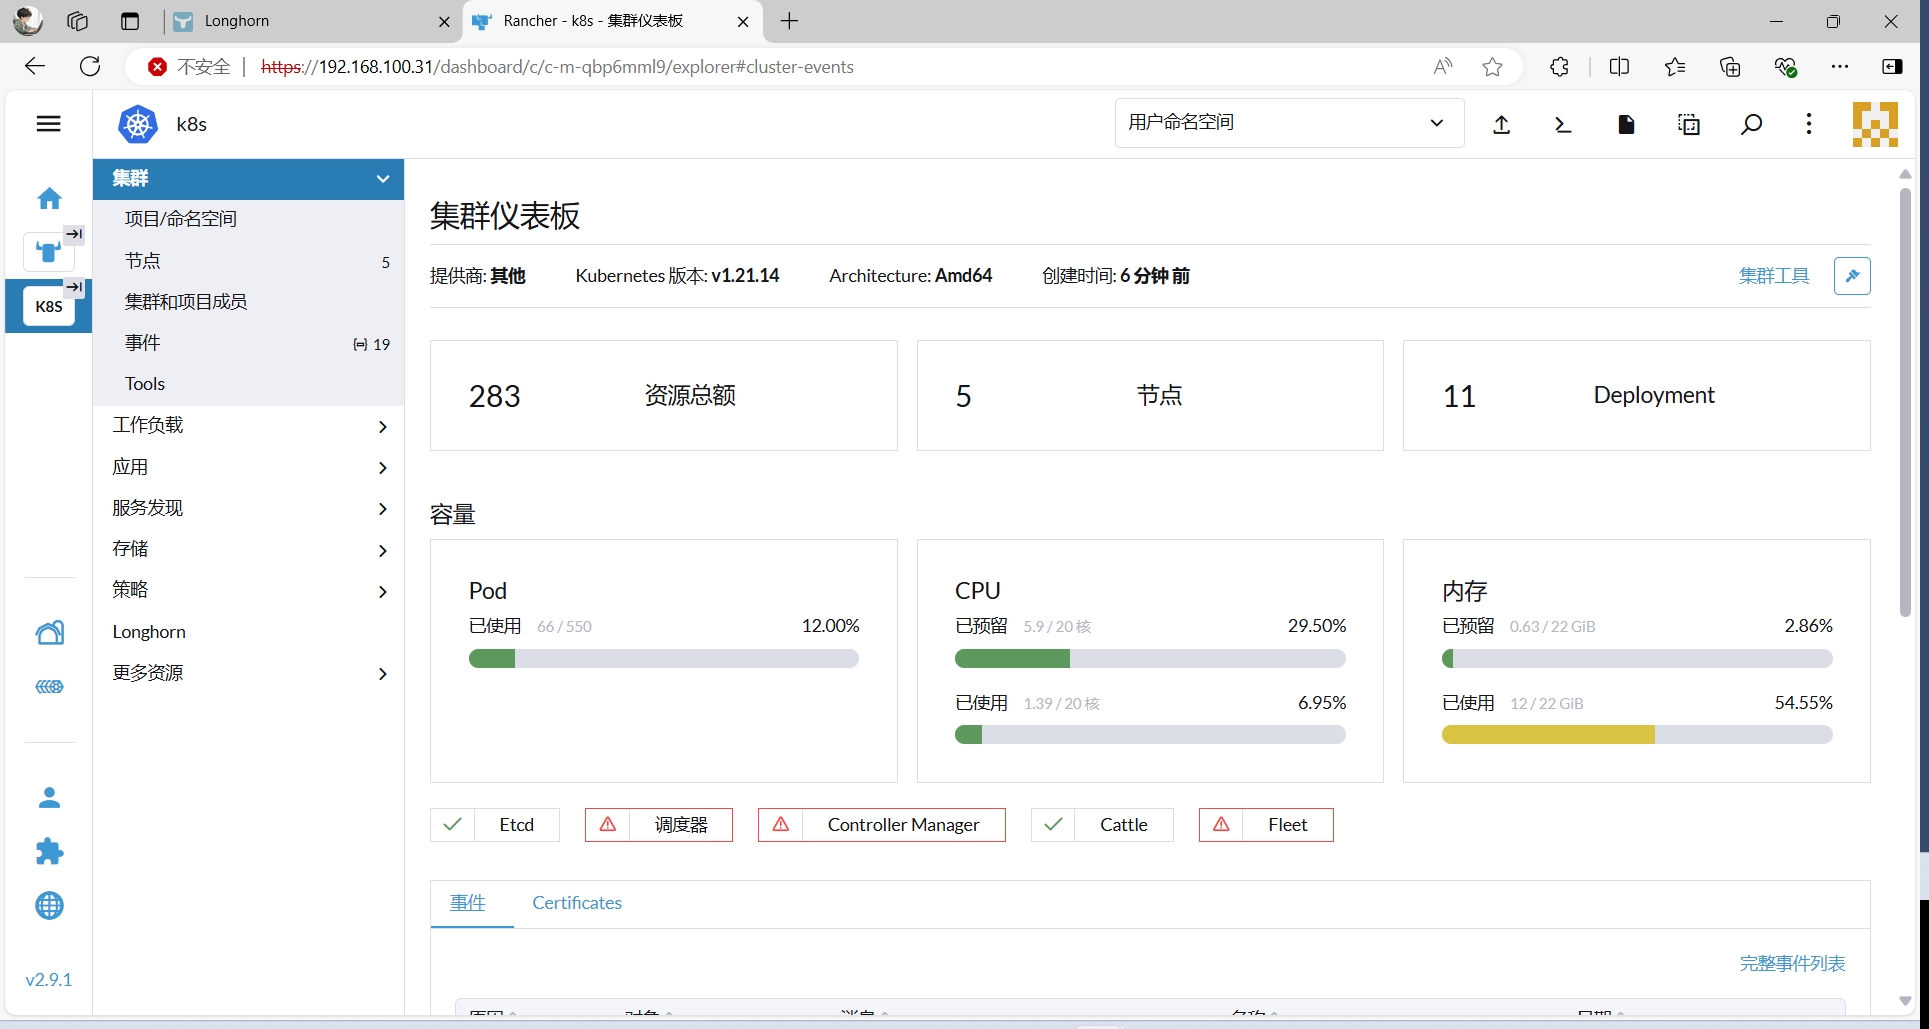 Longhorn
Rancher - k8s - 集群仪表板
不安全
https://192.168.100.31/dashboard/c/c-m-qbp6mml9/explorer#cluster-events
k8s
用户命名空间
集群
项目/命名空间
节点 5
集群和项目成员
事件 19
Tools
工作负载
应用
服务发现
存储
策略
Longhorn
更多资源
K8S
v2.9.1
集群仪表板
提供商: 其他 Kubernetes 版本: v1.21.14 Architecture: Amd64 创建时间: 6 分钟 前 集群工具
283 资源总额
5 节点
11 Deployment
容量
Pod
已使用 66 / 550 12.00%
CPU
已预留 5.9 / 20 核 29.50%
已使用 1.39 / 20 核 6.95%
内存
已预留 0.63 / 22 GiB 2.86%
已使用 12 / 22 GiB 54.55%
Etcd 调度器 Controller Manager Cattle Fleet
事件 Certificates
完整事件列表